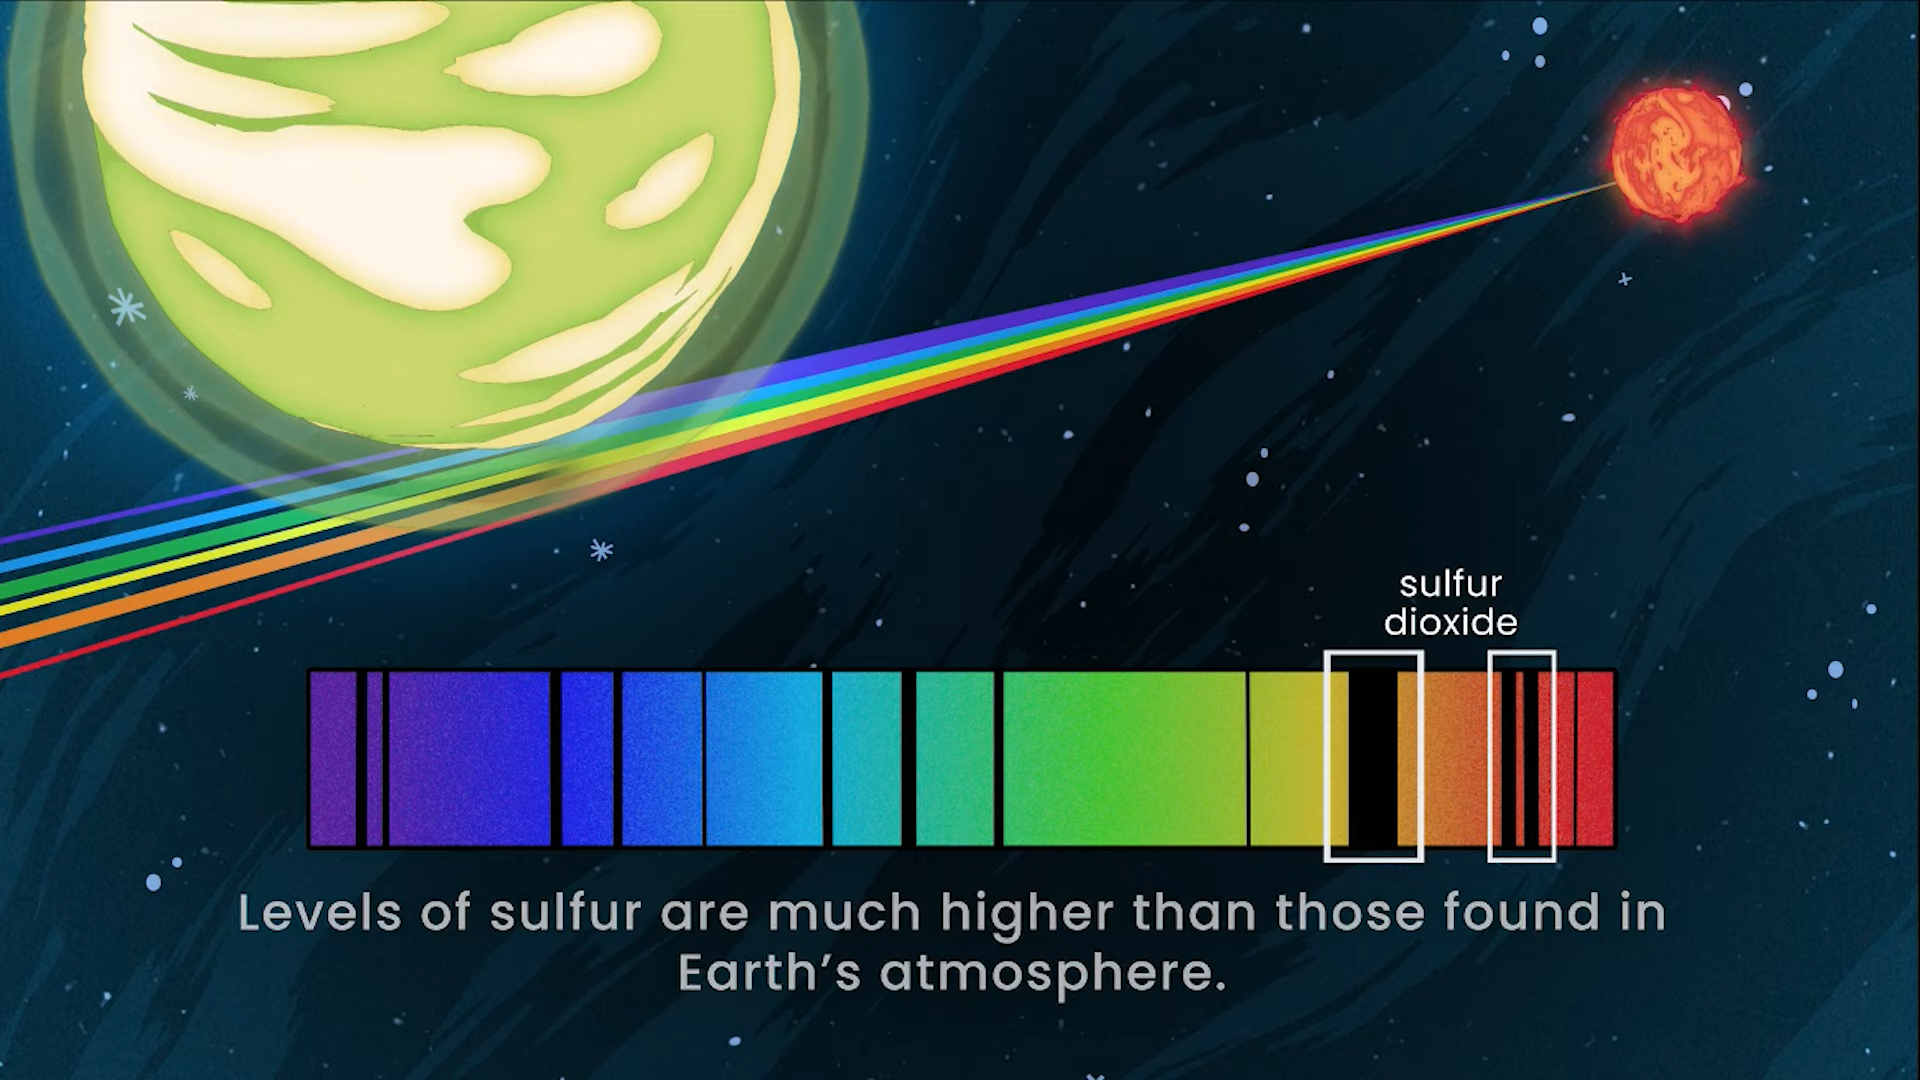 sulfur
dioxide
Levels of sulfur are much higher than those found in
Earth’s atmosphere.